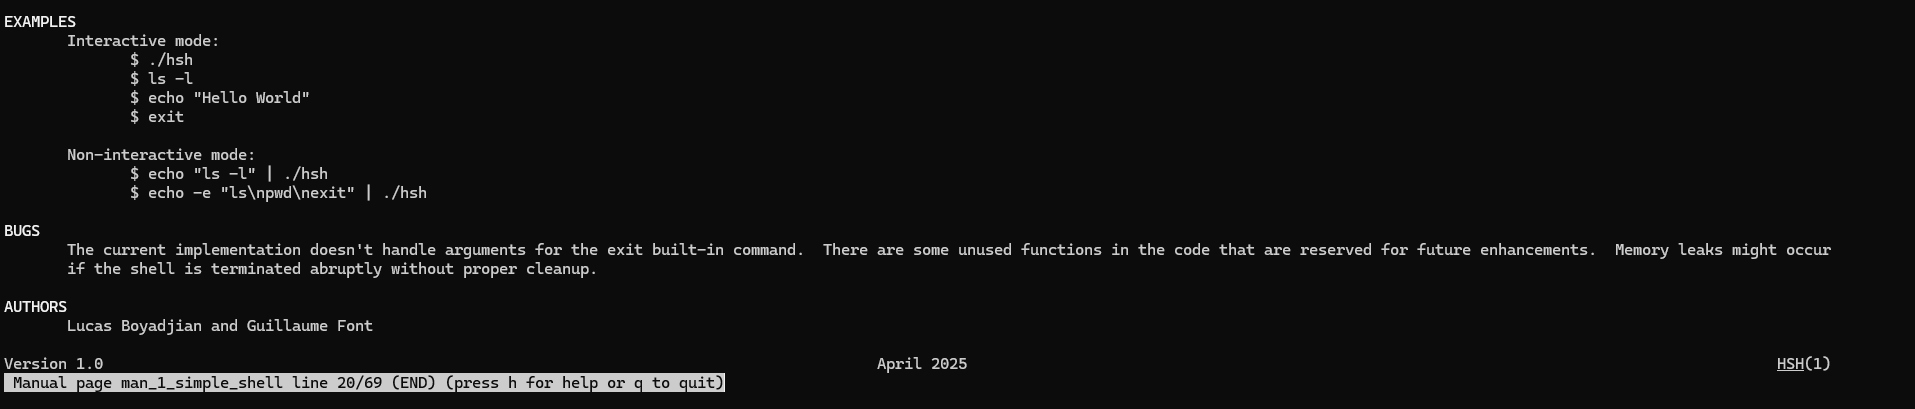 EXAMPLES
Interactive mode:
$ ./hsh
$ ls -l
$ echo "Hello World"
$ exit
Non-interactive mode:
$ echo "ls -l" | ./hsh
$ echo -e "ls\npwd\nexit" | ./hsh
BUGS
The current implementation doesn't handle arguments for the exit built-in command.  There are some unused functions in the code that are reserved for future enhancements.  Memory leaks might occur
if the shell is terminated abruptly without proper cleanup.
AUTHORS
Lucas Boyadjian and Guillaume Font
Version 1.0 April 2025 HSH(1)
Manual page man_1_simple_shell line 20/69 (END) (press h for help or q to quit)